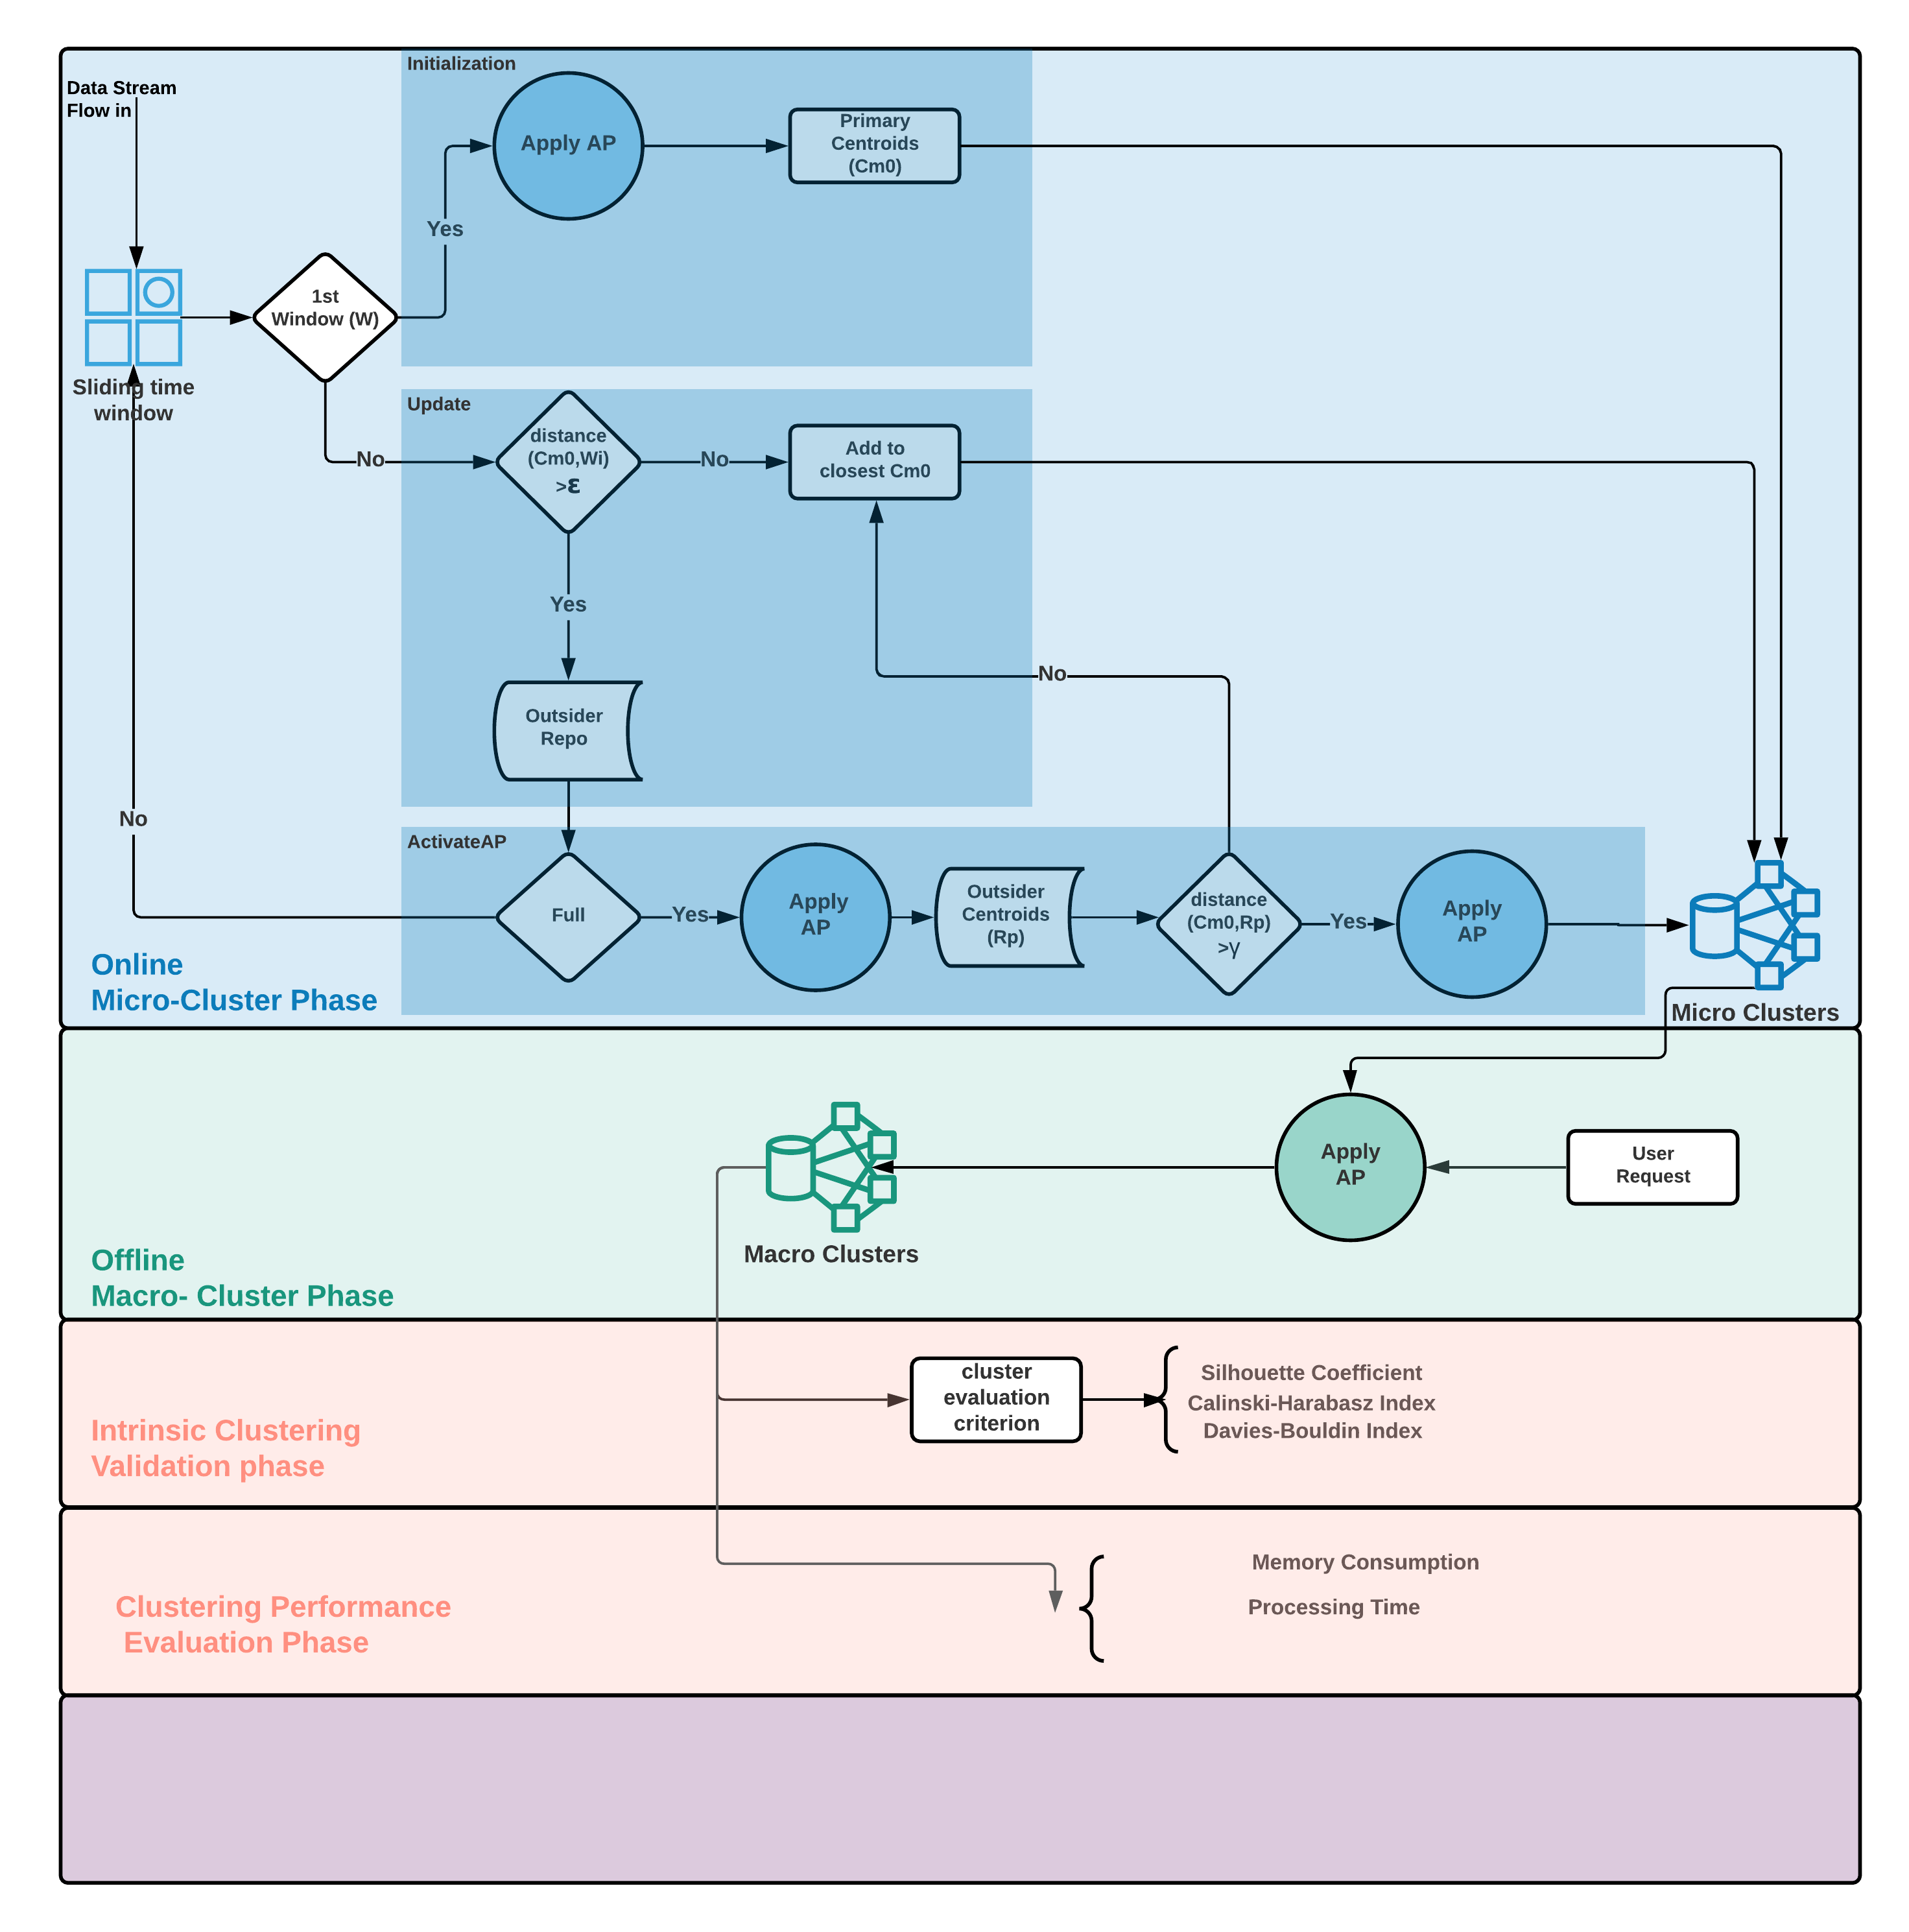 Initialization
Data Stream
Flow in
Apply AP
Primary
Centroids
(Cm0)
Yes
1st
Window (W)
Sliding time
window
Update
distance
(Cm0,Wi)
>ε
No
No
Add to
closest Cm0
Yes
No
Outsider
Repo
No
ActivateAP
Full
Yes
Apply
AP
Outsider
Centroids
(Rp)
distance
(Cm0,Rp)
>γ
Yes
Apply
AP
Online
Micro-Cluster Phase
Micro Clusters
Apply
AP
User
Request
Macro Clusters
Offline
Macro- Cluster Phase
cluster
evaluation
criterion
Silhouette Coefficient
Calinski-Harabasz Index
Davies-Bouldin Index
Intrinsic Clustering
Validation phase
Memory Consumption
Processing Time
Clustering Performance
Evaluation Phase